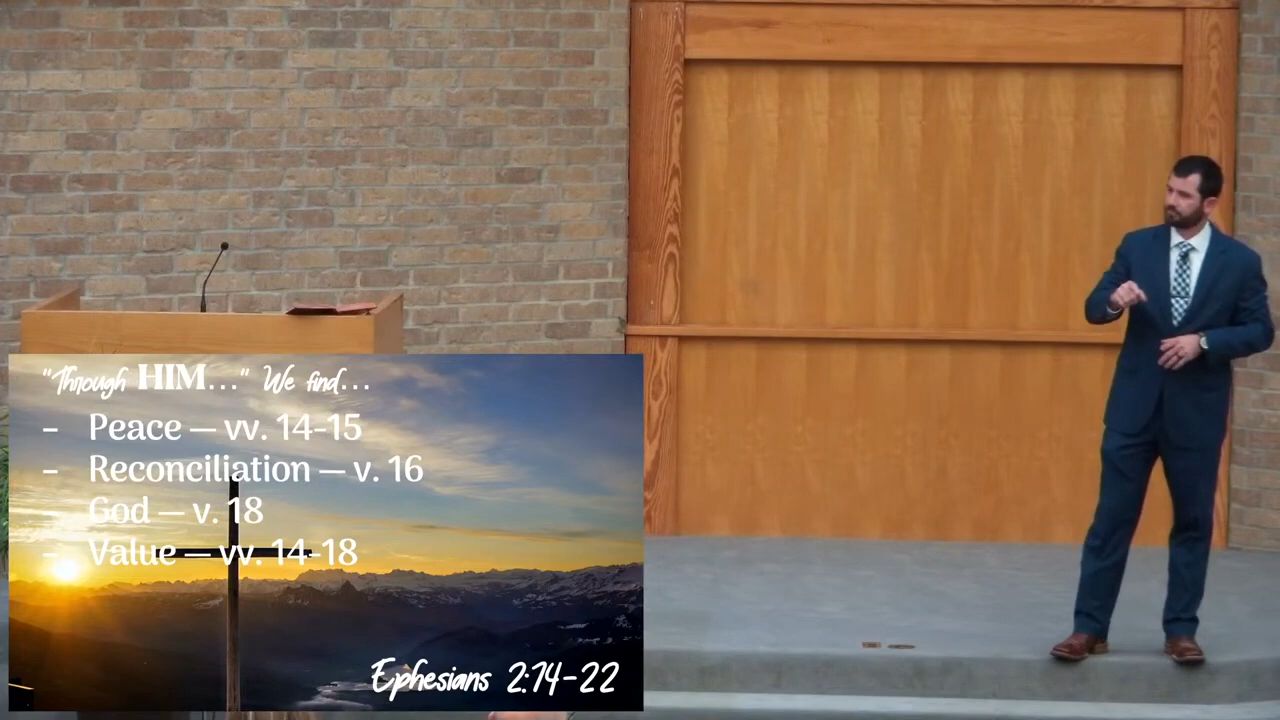 "Through HIM..." We find...
- Peace – vv. 14-15
- Reconciliation – v. 16
- God – v. 18
- Value – vv. 14-18
Ephesians 2:14-22